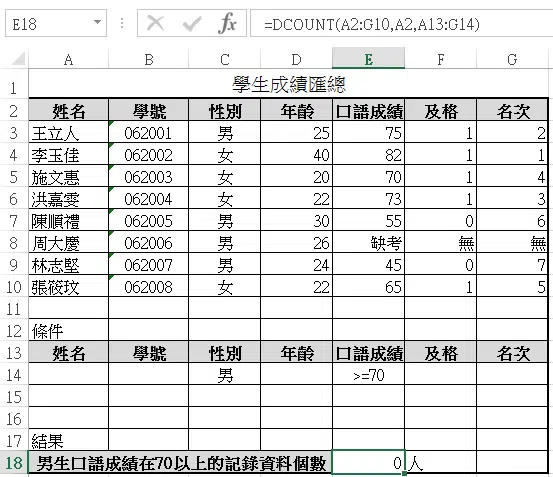 E18 =DCOUNT(A2:G10,A2,A13:G14)
A B C D E F G
1 學生成績匯總
2 姓名 學號 性別 年齡 口語成績 及格 名次
3 王立人 062001 男 25 75 1 2
4 李玉佳 062002 女 40 82 1 1
5 施文惠 062003 女 20 70 1 4
6 洪嘉雯 062004 女 22 73 1 3
7 陳順禮 062005 男 30 55 0 6
8 周大慶 062006 男 26 缺考 無 無
9 林志堅 062007 男 24 45 0 7
10 張筱玟 062008 女 22 65 1 5
11
12 條件
13 姓名 學號 性別 年齡 口語成績 及格 名次
14 男 >=70
15
16
17 結果
18 男生口語成績在70以上的記錄資料個數 0 人